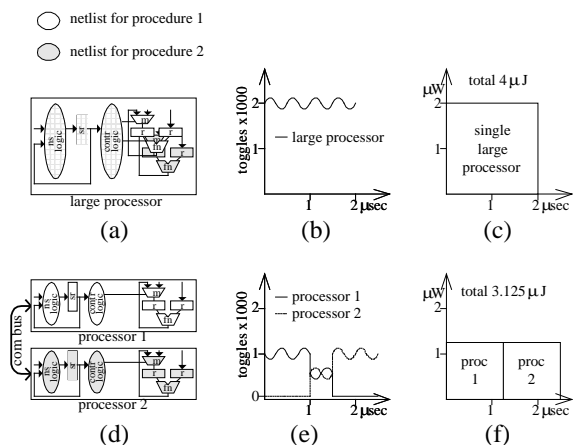 netlist for procedure 1
netlist for procedure 2
ns
logic
sr
contr
logic
m
r
r
fn
r
r
fn
large processor
(a)
toggles x1000
2
1
large processor
1
2 µsec
(b)
µW
total 4 µJ
2
1
single
large
processor
1
2 µsec
(c)
com bus
ns
logic
sr
contr
logic
m
r
r
fn
processor 1
ns
logic
sr
contr
logic
m
r
r
fn
processor 2
(d)
toggles x1000
processor 1
processor 2
2
1
0
1
2 µsec
(e)
µW
total 3.125 µJ
2
1
proc
1
proc
2
1
2 µsec
(f)